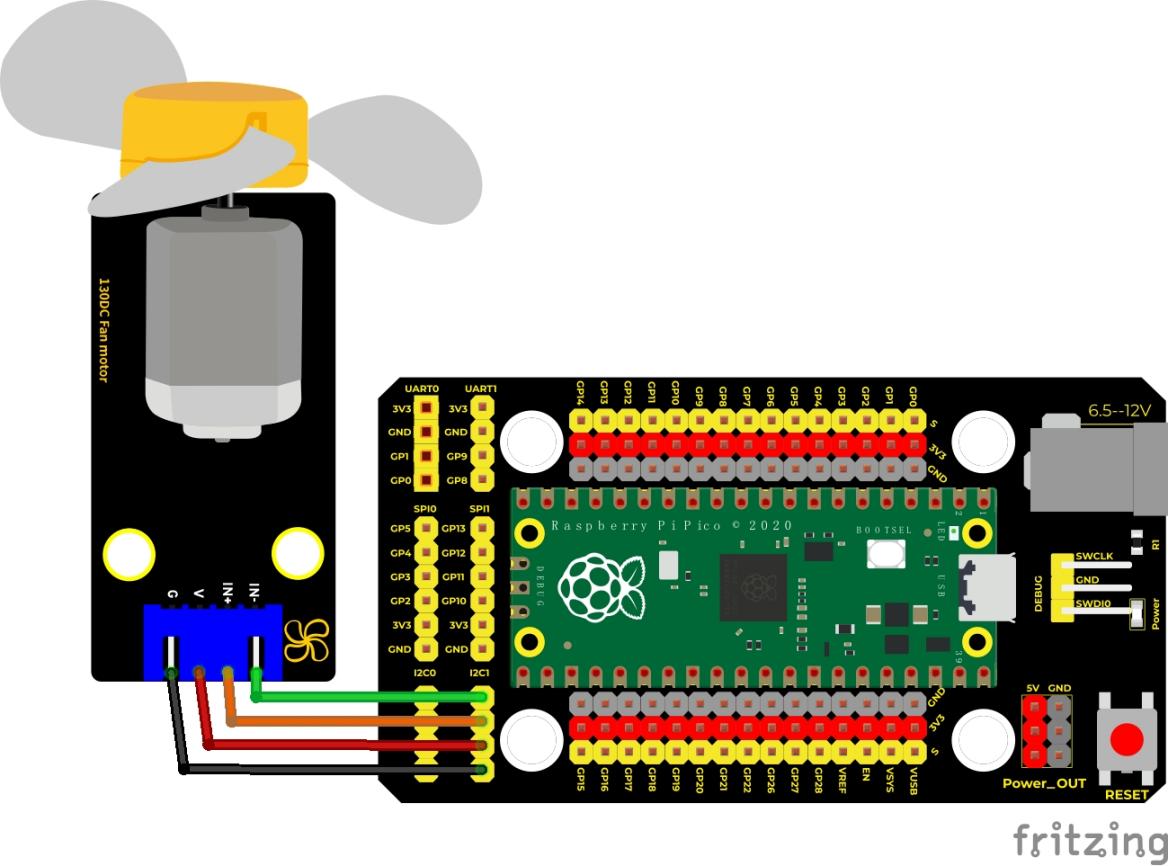 130DC Fan motor
G
V
IN+
IN-
UART0
3V3
GND
GP1
GP0
UART1
3V3
GND
GP9
GP8
SPI0
GP5
GP4
GP3
GP2
3V3
GND
SPI1
GP13
GP12
GP11
GP10
3V3
GND
I2C0
I2C1
GP14
GP13
GP12
GP11
GP10
GP9
GP8
GP7
GP6
GP5
GP4
GP3
GP2
GP1
GP0
S
3V3
GND
Raspberry Pi Pico © 2020
BOOTSEL
LED
2
1
DEBUG
USB
39
GND
3V3
S
GP15
GP16
GP17
GP18
GP19
GP20
GP21
GP22
GP26
GP27
GP28
VREF
EN
VSYS
VUSB
6.5--12V
R1
DEBUG
SWCLK
GND
SWDI0
Power
5V
GND
Power_OUT
RESET
fritzing